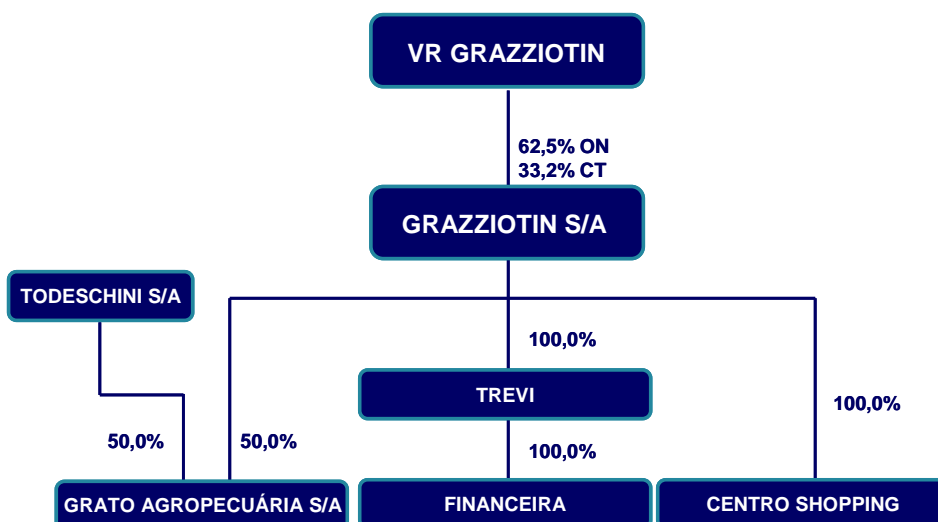 VR GRAZZIOTIN
62,5% ON
33,2% CT
GRAZZIOTIN S/A
TODESCHINI S/A
100,0%
TREVI
100,0%
50,0%
50,0%
100,0%
GRATO AGROPECUÁRIA S/A
FINANCEIRA
CENTRO SHOPPING